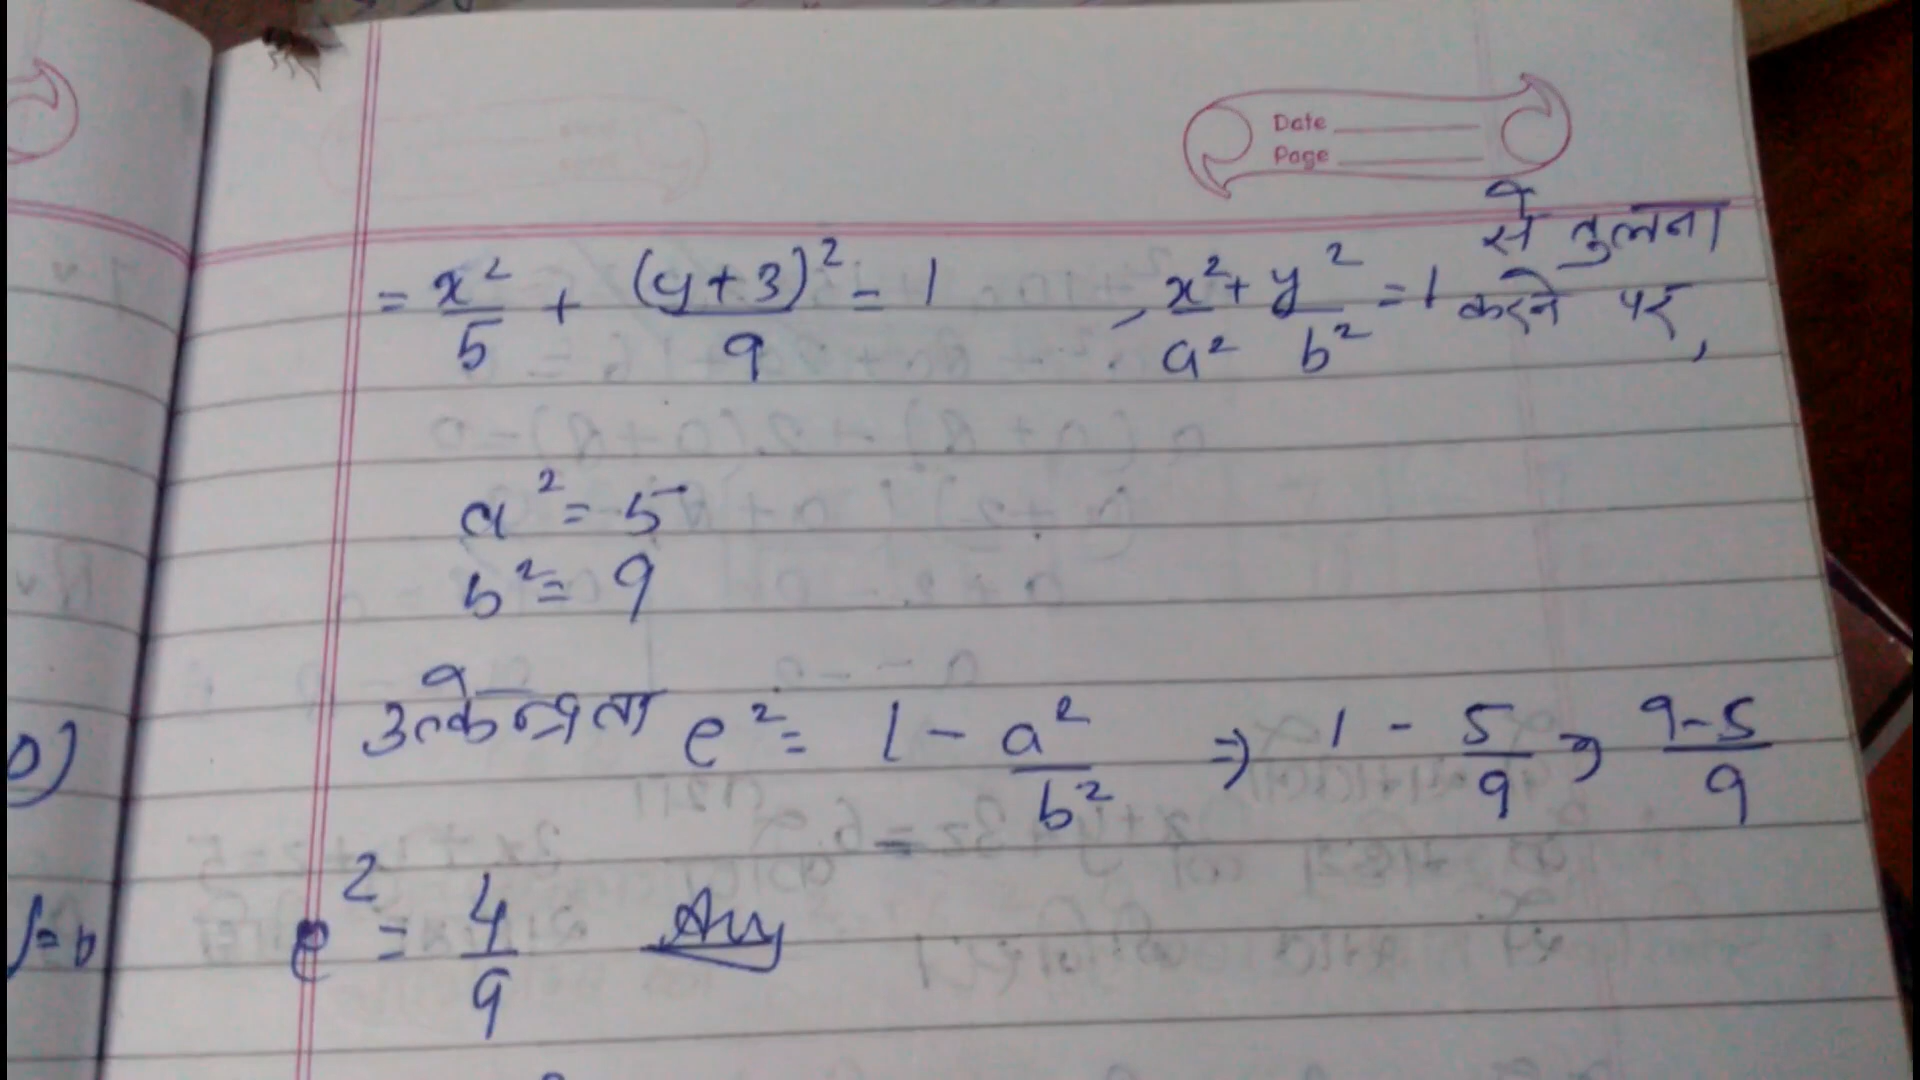 Date
Page
= x²/5 + (y+3)²/9 = 1 , x²/a² + y²/b² = 1 से तुलना करने पर,
a² = 5
b² = 9
उत्केन्द्रता e² = 1 - a²/b² ⇒ 1 - 5/9 ⇒ 9-5/9
e² = 4/9 Ans